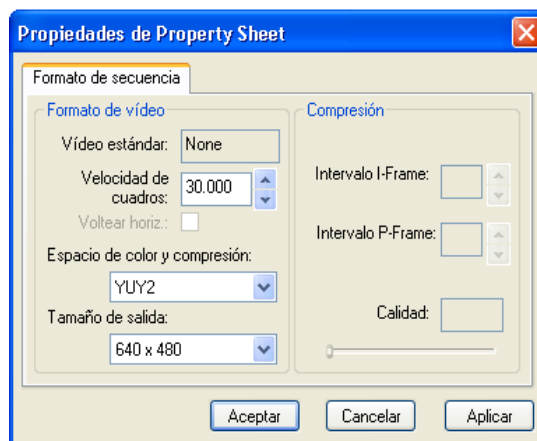 Propiedades de Property Sheet
Formato de secuencia
Formato de vídeo
Vídeo estándar: None
Velocidad de cuadros: 30.000
Voltear horiz.:
Espacio de color y compresión:
YUY2
Tamaño de salida:
640 x 480
Compresión
Intervalo I-Frame:
Intervalo P-Frame:
Calidad:
Aceptar Cancelar Aplicar